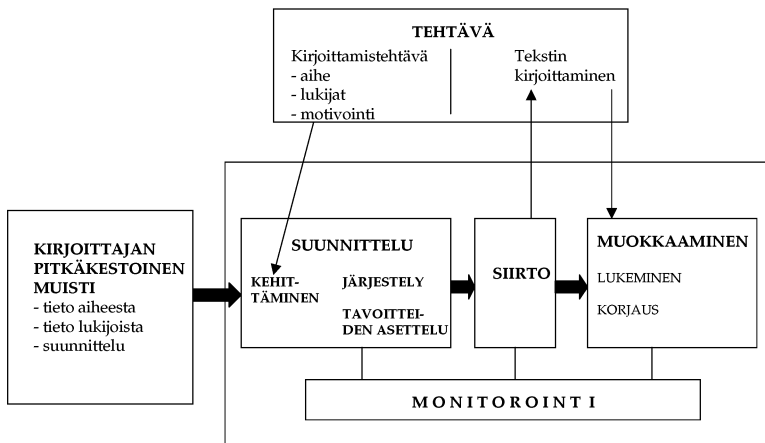 TEHTÄVÄ
Kirjoittamistehtävä
- aihe
- lukijat
- motivointi
Tekstin
kirjoittaminen
KIRJOITTAJAN
PITKÄKESTOINEN
MUISTI
- tieto aiheesta
- tieto lukijoista
- suunnittelu
SUUNNITTELU
KEHIT-
TÄMINEN
JÄRJESTELY
TAVOITTEI-
DEN ASETTELU
SIIRTO
MUOKKAAMINEN
LUKEMINEN
KORJAUS
MONITOROINTI